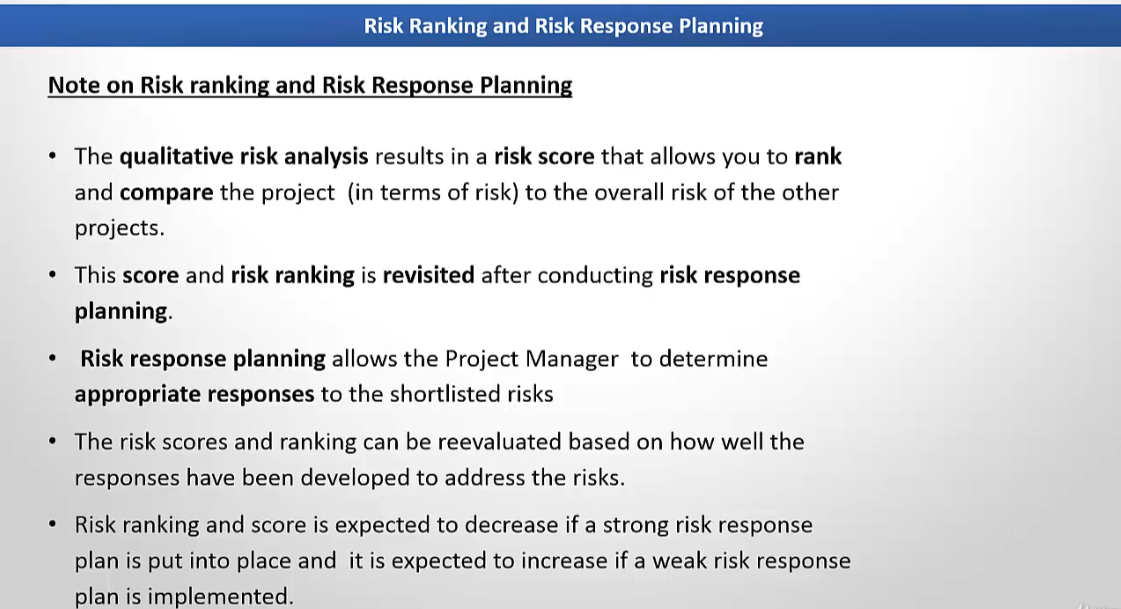 Risk Ranking and Risk Response Planning
Note on Risk ranking and Risk Response Planning
• The qualitative risk analysis results in a risk score that allows you to rank
and compare the project (in terms of risk) to the overall risk of the other
projects.
• This score and risk ranking is revisited after conducting risk response
planning.
• Risk response planning allows the Project Manager to determine
appropriate responses to the shortlisted risks
• The risk scores and ranking can be reevaluated based on how well the
responses have been developed to address the risks.
• Risk ranking and score is expected to decrease if a strong risk response
plan is put into place and it is expected to increase if a weak risk response
plan is implemented.